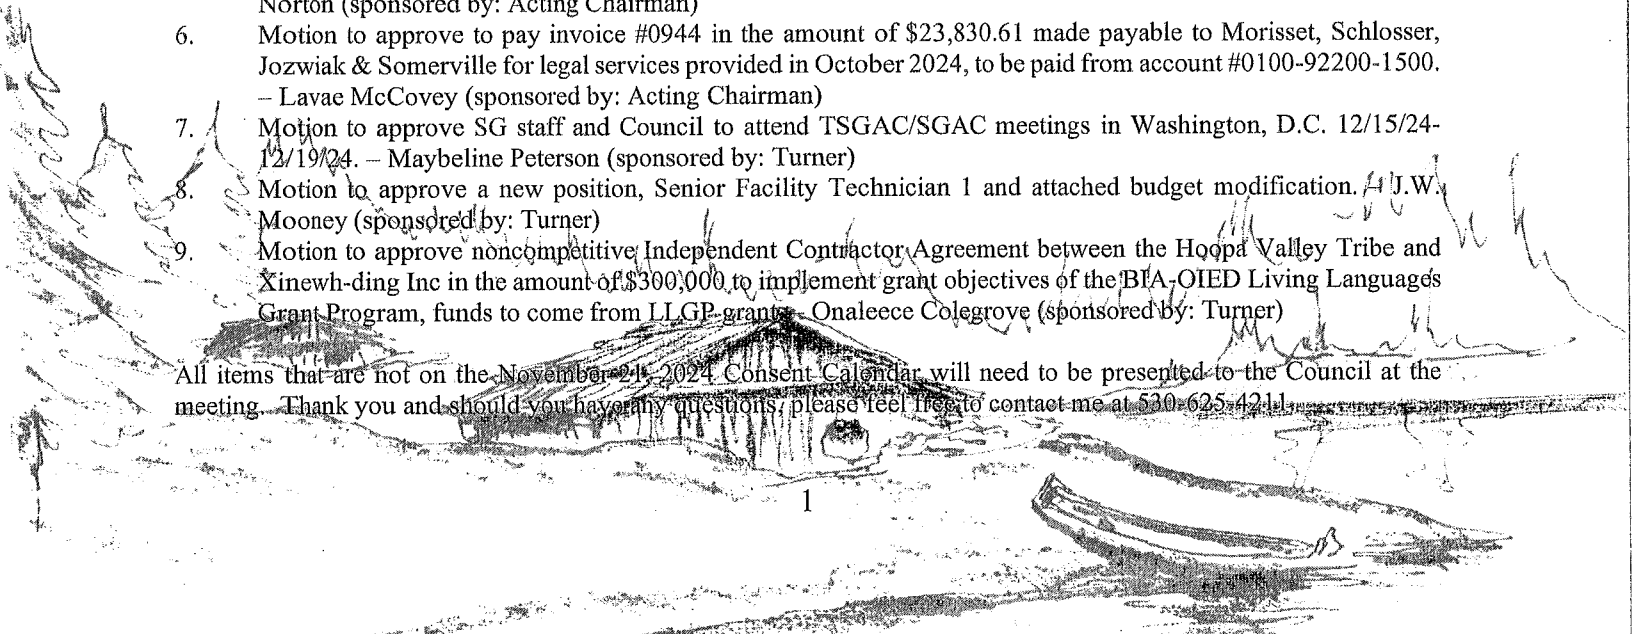 Norton (sponsored by: Acting Chairman)
6. Motion to approve to pay invoice #0944 in the amount of $23,830.61 made payable to Morisset, Schlosser,
Jozwiak & Somerville for legal services provided in October 2024, to be paid from account #0100-92200-1500.
– Lavae McCovey (sponsored by: Acting Chairman)
7. Motion to approve SG staff and Council to attend TSGAC/SGAC meetings in Washington, D.C. 12/15/24-
12/19/24. – Maybeline Peterson (sponsored by: Turner)
8. Motion to approve a new position, Senior Facility Technician 1 and attached budget modification. – J.W.
Mooney (sponsored by: Turner)
9. Motion to approve noncompetitive Independent Contractor Agreement between the Hoopa Valley Tribe and
Xinewh-ding Inc in the amount of $300,000 to implement grant objectives of the BIA-OIED Living Languages
Grant Program, funds to come from LLGP grant. – Onaleece Colegrove (sponsored by: Turner)
All items that are not on the November 21, 2024 Consent Calendar will need to be presented to the Council at the
meeting. Thank you and should you have any questions, please feel free to contact me at 530-625-4211.
1